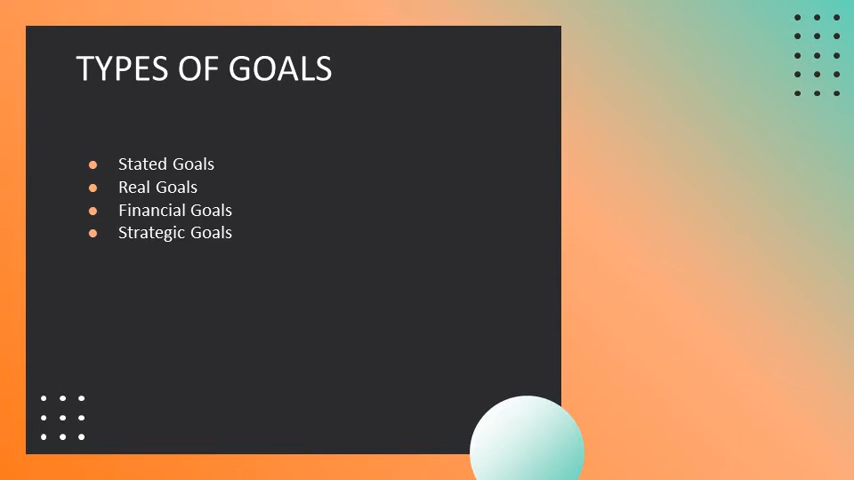 TYPES OF GOALS
Stated Goals
Real Goals
Financial Goals
Strategic Goals